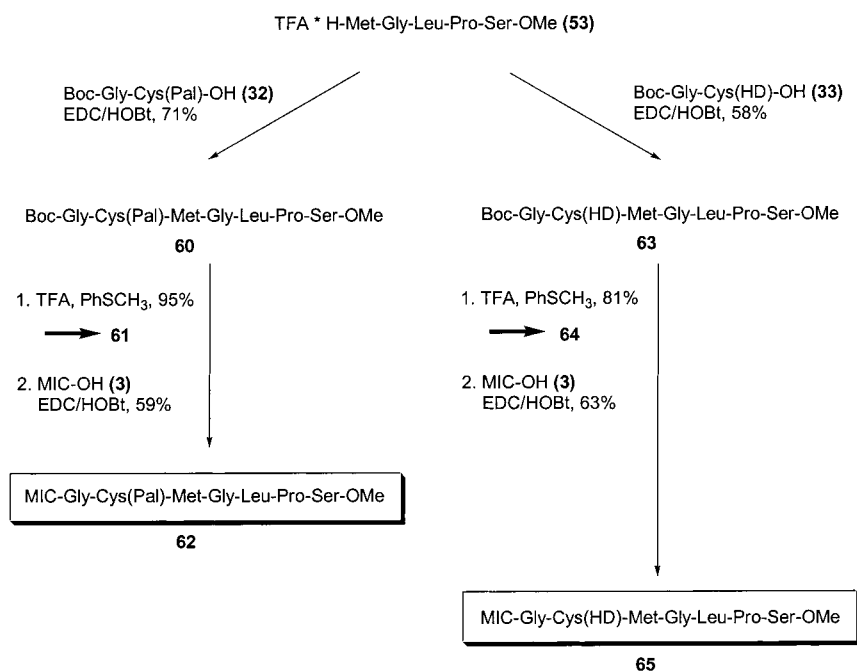 TFA * H-Met-Gly-Leu-Pro-Ser-OMe (53)
Boc-Gly-Cys(Pal)-OH (32)
EDC/HOBt, 71%
Boc-Gly-Cys(HD)-OH (33)
EDC/HOBt, 58%
Boc-Gly-Cys(Pal)-Met-Gly-Leu-Pro-Ser-OMe
60
Boc-Gly-Cys(HD)-Met-Gly-Leu-Pro-Ser-OMe
63
1. TFA, PhSCH₃, 95%
61
2. MIC-OH (3)
EDC/HOBt, 59%
1. TFA, PhSCH₃, 81%
64
2. MIC-OH (3)
EDC/HOBt, 63%
MIC-Gly-Cys(Pal)-Met-Gly-Leu-Pro-Ser-OMe
62
MIC-Gly-Cys(HD)-Met-Gly-Leu-Pro-Ser-OMe
65